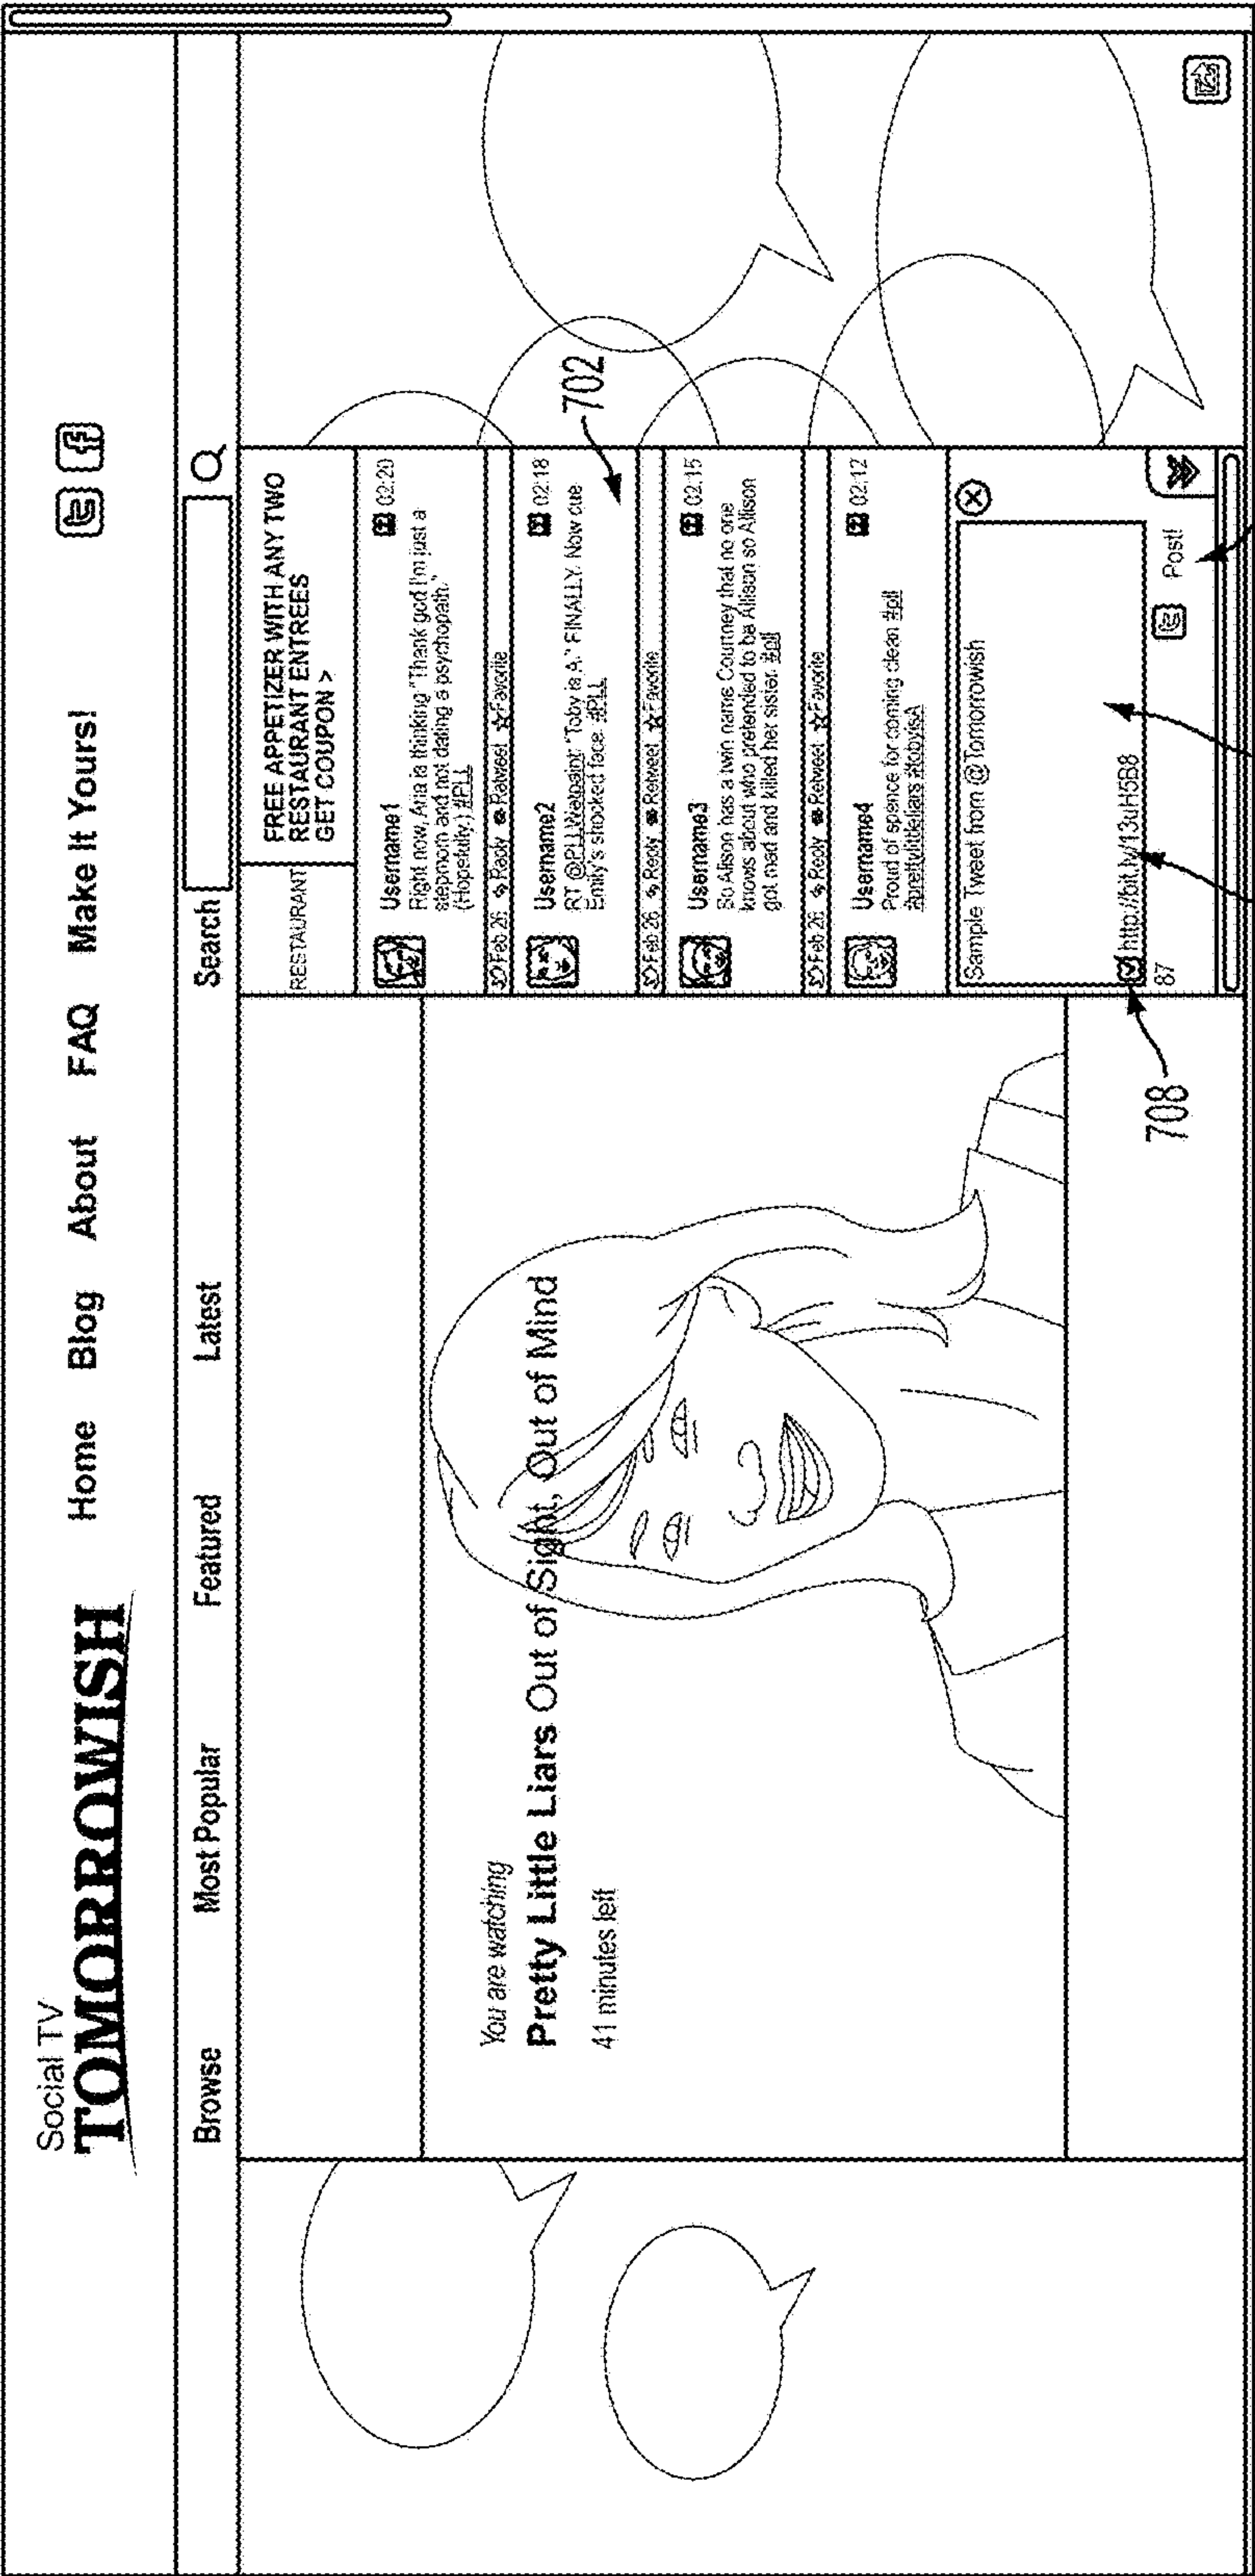 Social TV
TOMORROWISH
Home Blog About FAQ Make It Yours!
Browse Most Popular Featured Latest Search
You are watching
Pretty Little Liars Out of Sight, Out of Mind
41 minutes left
RESTAURANT
FREE APPETIZER WITH ANY TWO
RESTAURANT ENTREES
GET COUPON >
Username1 02:20
Right now, Aria is thinking "Thank god I'm just a
stepmom and not dating a psychopath."
(Hopefully.) #PLL
Feb 26 Reply Retweet Favorite
Username2 02:18
RT @PLLWatpainy "Toby is A." FINALLY. Now cue
Emily's shocked face. #PLL
702
Feb 26 Reply Retweet Favorite
Username3 02:15
So Alison has a twin name Courtney that no one
knows about who pretended to be Allison so Allison
got mad and killed her sister. #pll
Feb 26 Reply Retweet Favorite
Username4 02:12
Proud of spence for coming clean #pll
#prettylittleliars #tobyisA
Sample Tweet from @Tomorrowish
http://bit.ly/13uH5B8
87
Post!
708